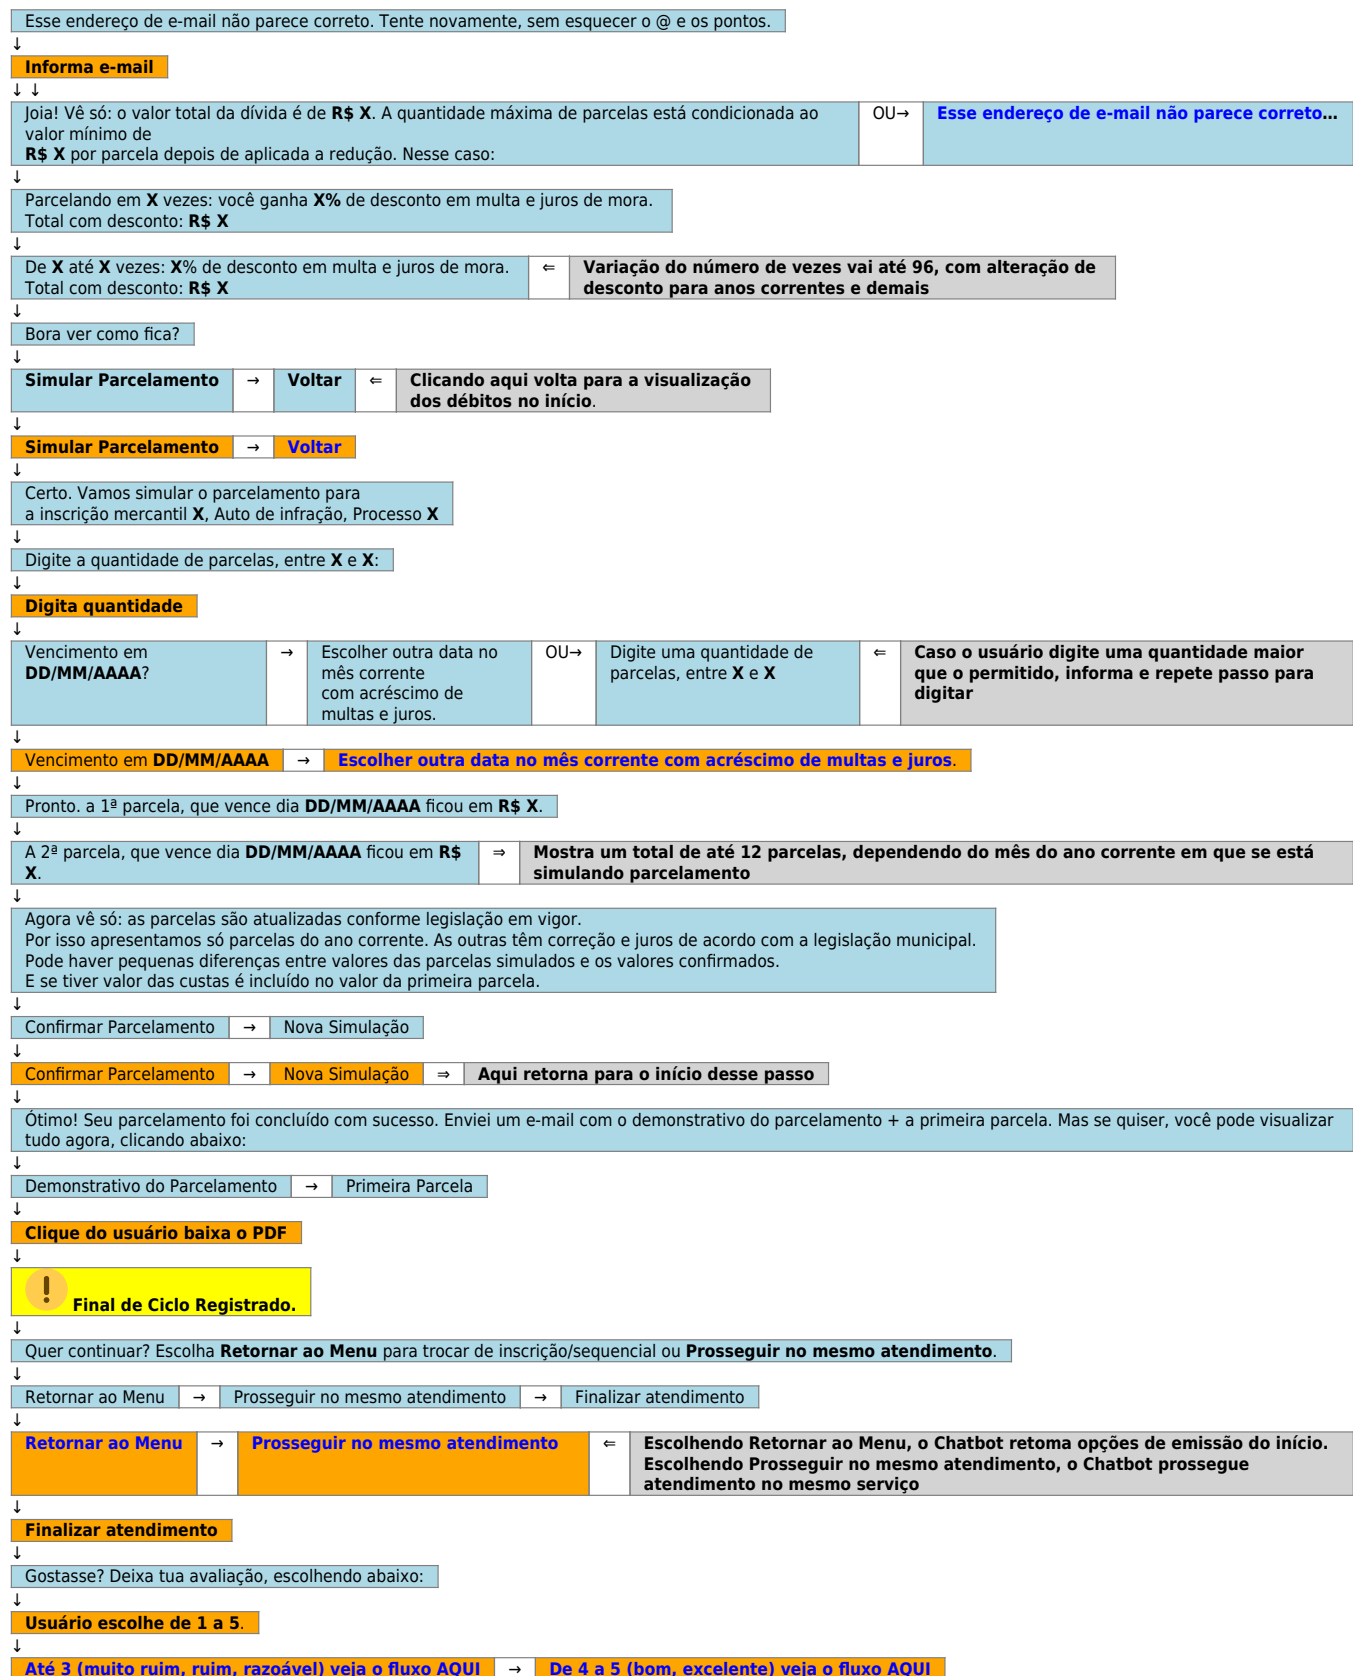 Esse endereço de e-mail não parece correto. Tente novamente, sem esquecer o @ e os pontos.
↓
Informa e-mail
↓ ↓
Joia! Vê só: o valor total da dívida é de R$ X. A quantidade máxima de parcelas está condicionada ao
valor mínimo de
R$ X por parcela depois de aplicada a redução. Nesse caso:
OU→
Esse endereço de e-mail não parece correto…
↓
Parcelando em X vezes: você ganha X% de desconto em multa e juros de mora.
Total com desconto: R$ X
↓
De X até X vezes: X% de desconto em multa e juros de mora.
Total com desconto: R$ X
⇐
Variação do número de vezes vai até 96, com alteração de
desconto para anos correntes e demais
↓
Bora ver como fica?
↓
Simular Parcelamento → Voltar ⇐
Clicando aqui volta para a visualização
dos débitos no início.
↓
Simular Parcelamento → Voltar
↓
Certo. Vamos simular o parcelamento para
a inscrição mercantil X, Auto de infração, Processo X
↓
Digite a quantidade de parcelas, entre X e X:
↓
Digita quantidade
↓
Vencimento em
DD/MM/AAAA?
→
Escolher outra data no
mês corrente
com acréscimo de
multas e juros.
OU→
Digite uma quantidade de
parcelas, entre X e X
⇐
Caso o usuário digite uma quantidade maior
que o permitido, informa e repete passo para
digitar
↓
Vencimento em DD/MM/AAAA → Escolher outra data no mês corrente com acréscimo de multas e juros.
↓
Pronto. a 1ª parcela, que vence dia DD/MM/AAAA ficou em R$ X.
↓
A 2ª parcela, que vence dia DD/MM/AAAA ficou em R$
X.
⇒
Mostra um total de até 12 parcelas, dependendo do mês do ano corrente em que se está
simulando parcelamento
↓
Agora vê só: as parcelas são atualizadas conforme legislação em vigor.
Por isso apresentamos só parcelas do ano corrente. As outras têm correção e juros de acordo com a legislação municipal.
Pode haver pequenas diferenças entre valores das parcelas simulados e os valores confirmados.
E se tiver valor das custas é incluído no valor da primeira parcela.
↓
Confirmar Parcelamento → Nova Simulação
↓
Confirmar Parcelamento → Nova Simulação ⇒ Aqui retorna para o início desse passo
↓
Ótimo! Seu parcelamento foi concluído com sucesso. Enviei um e-mail com o demonstrativo do parcelamento + a primeira parcela. Mas se quiser, você pode visualizar
tudo agora, clicando abaixo:
↓
Demonstrativo do Parcelamento → Primeira Parcela
↓
Clique do usuário baixa o PDF
↓
Final de Ciclo Registrado.
↓
Quer continuar? Escolha Retornar ao Menu para trocar de inscrição/sequencial ou Prosseguir no mesmo atendimento.
↓
Retornar ao Menu → Prosseguir no mesmo atendimento → Finalizar atendimento
↓
Retornar ao Menu → Prosseguir no mesmo atendimento ⇐
Escolhendo Retornar ao Menu, o Chatbot retoma opções de emissão do início.
Escolhendo Prosseguir no mesmo atendimento, o Chatbot prossegue
atendimento no mesmo serviço
↓
Finalizar atendimento
↓
Gostasse? Deixa tua avaliação, escolhendo abaixo:
↓
Usuário escolhe de 1 a 5.
↓
Até 3 (muito ruim, ruim, razoável) veja o fluxo AQUI → De 4 a 5 (bom, excelente) veja o fluxo AQUI